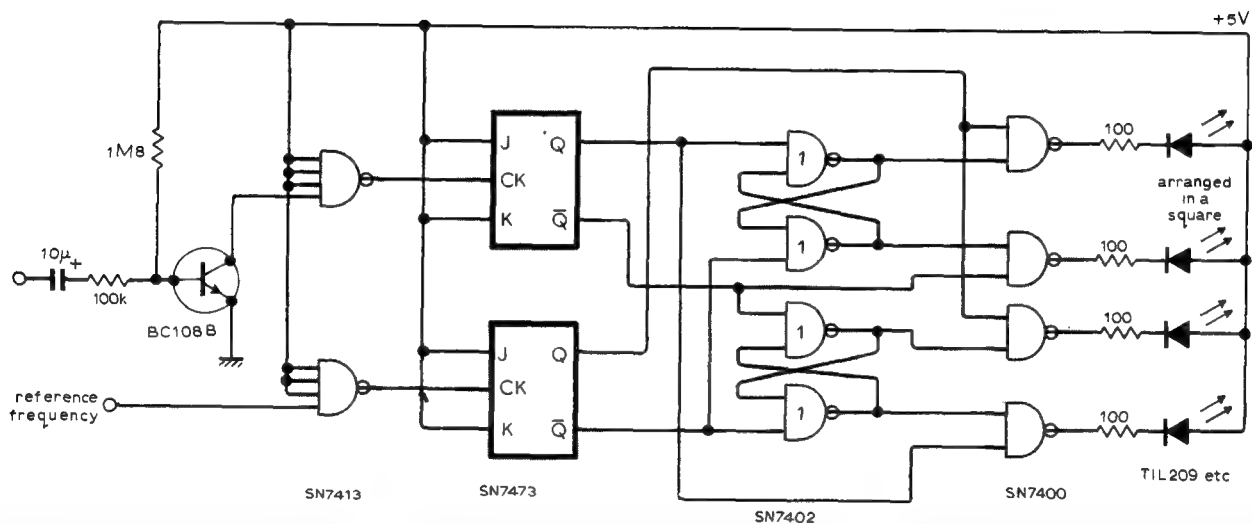 +5V
1M8
J
Q
CK
K
Q̅
1
1
100
arranged
in a
square
100
10μ
+
100k
BC108B
1
1
100
J
Q
CK
K
Q̅
100
reference
frequency
SN7413
SN7473
SN7402
SN7400
TIL209 etc